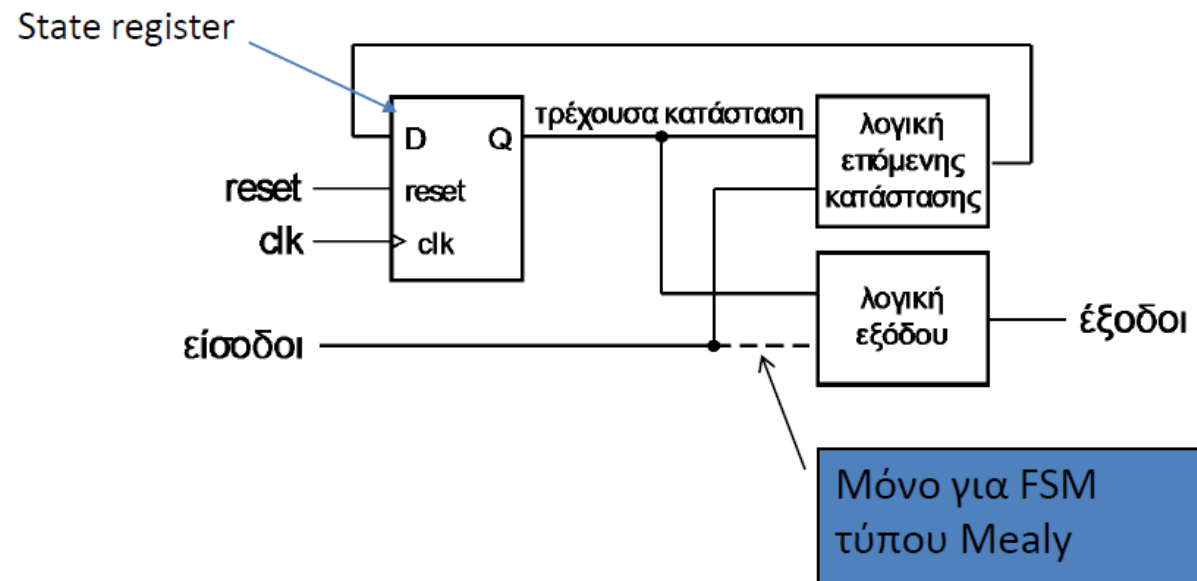 State register
D
Q
reset
clk
reset
clk
τρέχουσα κατάσταση
λογική
επόμενης
κατάστασης
είσοδοι
λογική
εξόδου
έξοδοι
Μόνο για FSM
τύπου Mealy